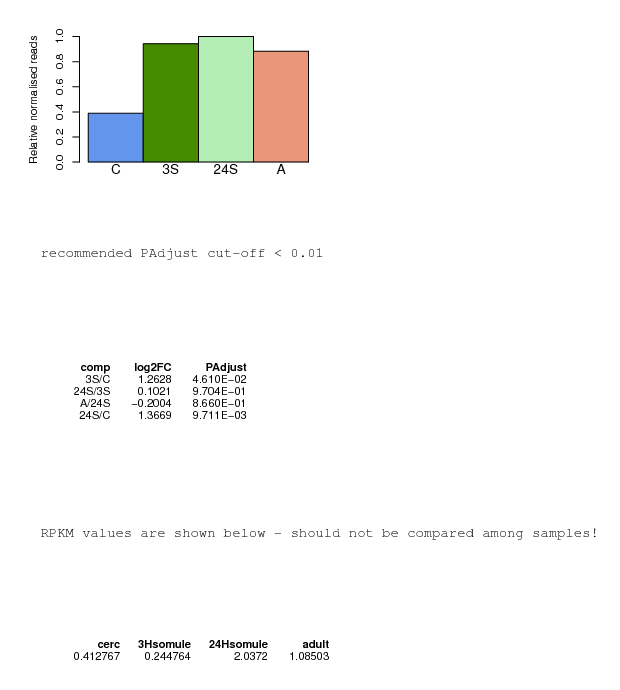 Relative normalised reads
1.0
0.8
0.6
0.4
0.2
0.0
C 3S 24S A
recommended PAdjust cut-off < 0.01
comp log2FC PAdjust
3S/C 1.2628 4.610E-02
24S/3S 0.1021 9.704E-01
A/24S -0.2004 8.660E-01
24S/C 1.3669 9.711E-03
RPKM values are shown below - should not be compared among samples!
cerc 3Hsomule 24Hsomule adult
0.412767 0.244764 2.0372 1.08503